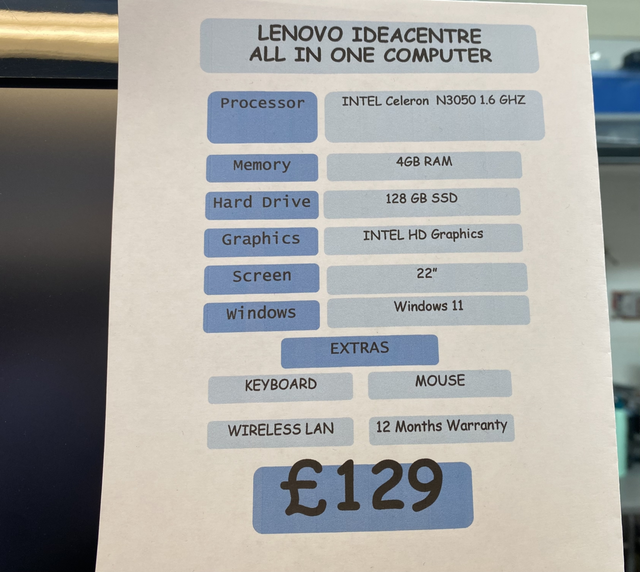 LENOVO IDEACENTRE
ALL IN ONE COMPUTER
Processor INTEL Celeron N3050 1.6 GHZ
Memory 4GB RAM
Hard Drive 128 GB SSD
Graphics INTEL HD Graphics
Screen 22"
Windows Windows 11
EXTRAS
KEYBOARD MOUSE
WIRELESS LAN 12 Months Warranty
£129